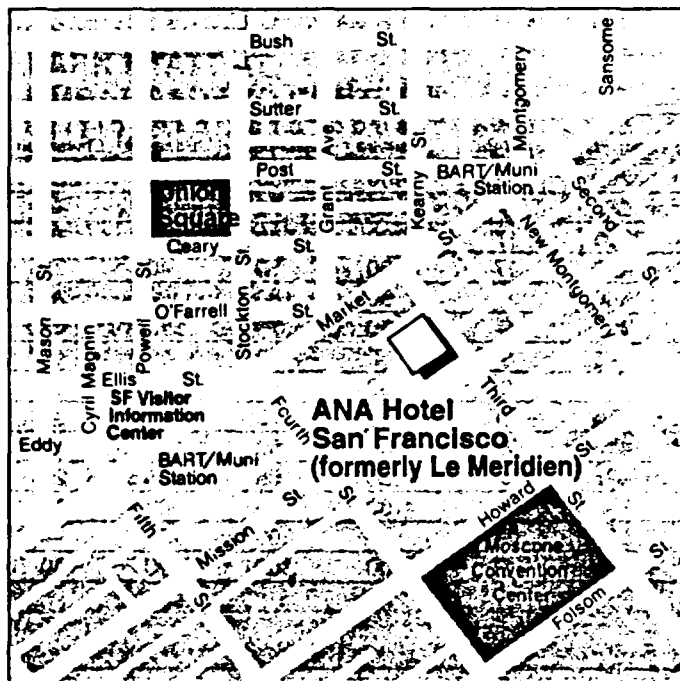 Bush St.
Sansome
Montgomery
Sutter St.
Ave
St
Post St.
BART/Muni
Station
Union
Square
Grant
Kearny
Second
Geary St.
St
St.
St
New Montgomery
St.
O'Farrell St.
Market
Mason
Cyril Magnin
Powell
Stockton
Ellis St.
SF Visitor
Information
Center
Fourth
Third
ANA Hotel
San Francisco
(formerly Le Meridien)
Eddy
BART/Muni
Station
St
St.
Howard
St.
Fifth
Mission
St.
Moscone
Convention
Center
St
Folsom